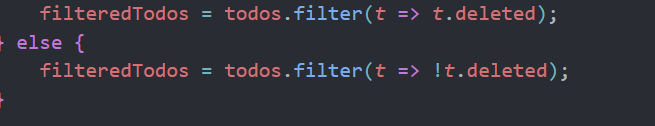 filteredTodos = todos.filter(t => t.deleted);
} else {
filteredTodos = todos.filter(t => !t.deleted);
}